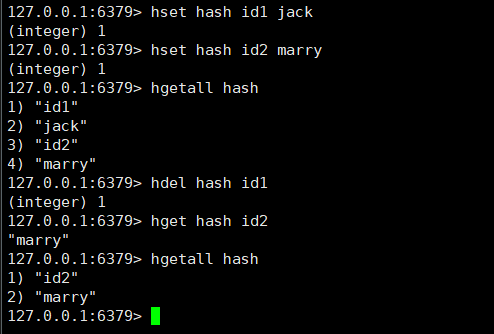 127.0.0.1:6379> hset hash id1 jack
(integer) 1
127.0.0.1:6379> hset hash id2 marry
(integer) 1
127.0.0.1:6379> hgetall hash
1) "id1"
2) "jack"
3) "id2"
4) "marry"
127.0.0.1:6379> hdel hash id1
(integer) 1
127.0.0.1:6379> hget hash id2
"marry"
127.0.0.1:6379> hgetall hash
1) "id2"
2) "marry"
127.0.0.1:6379>